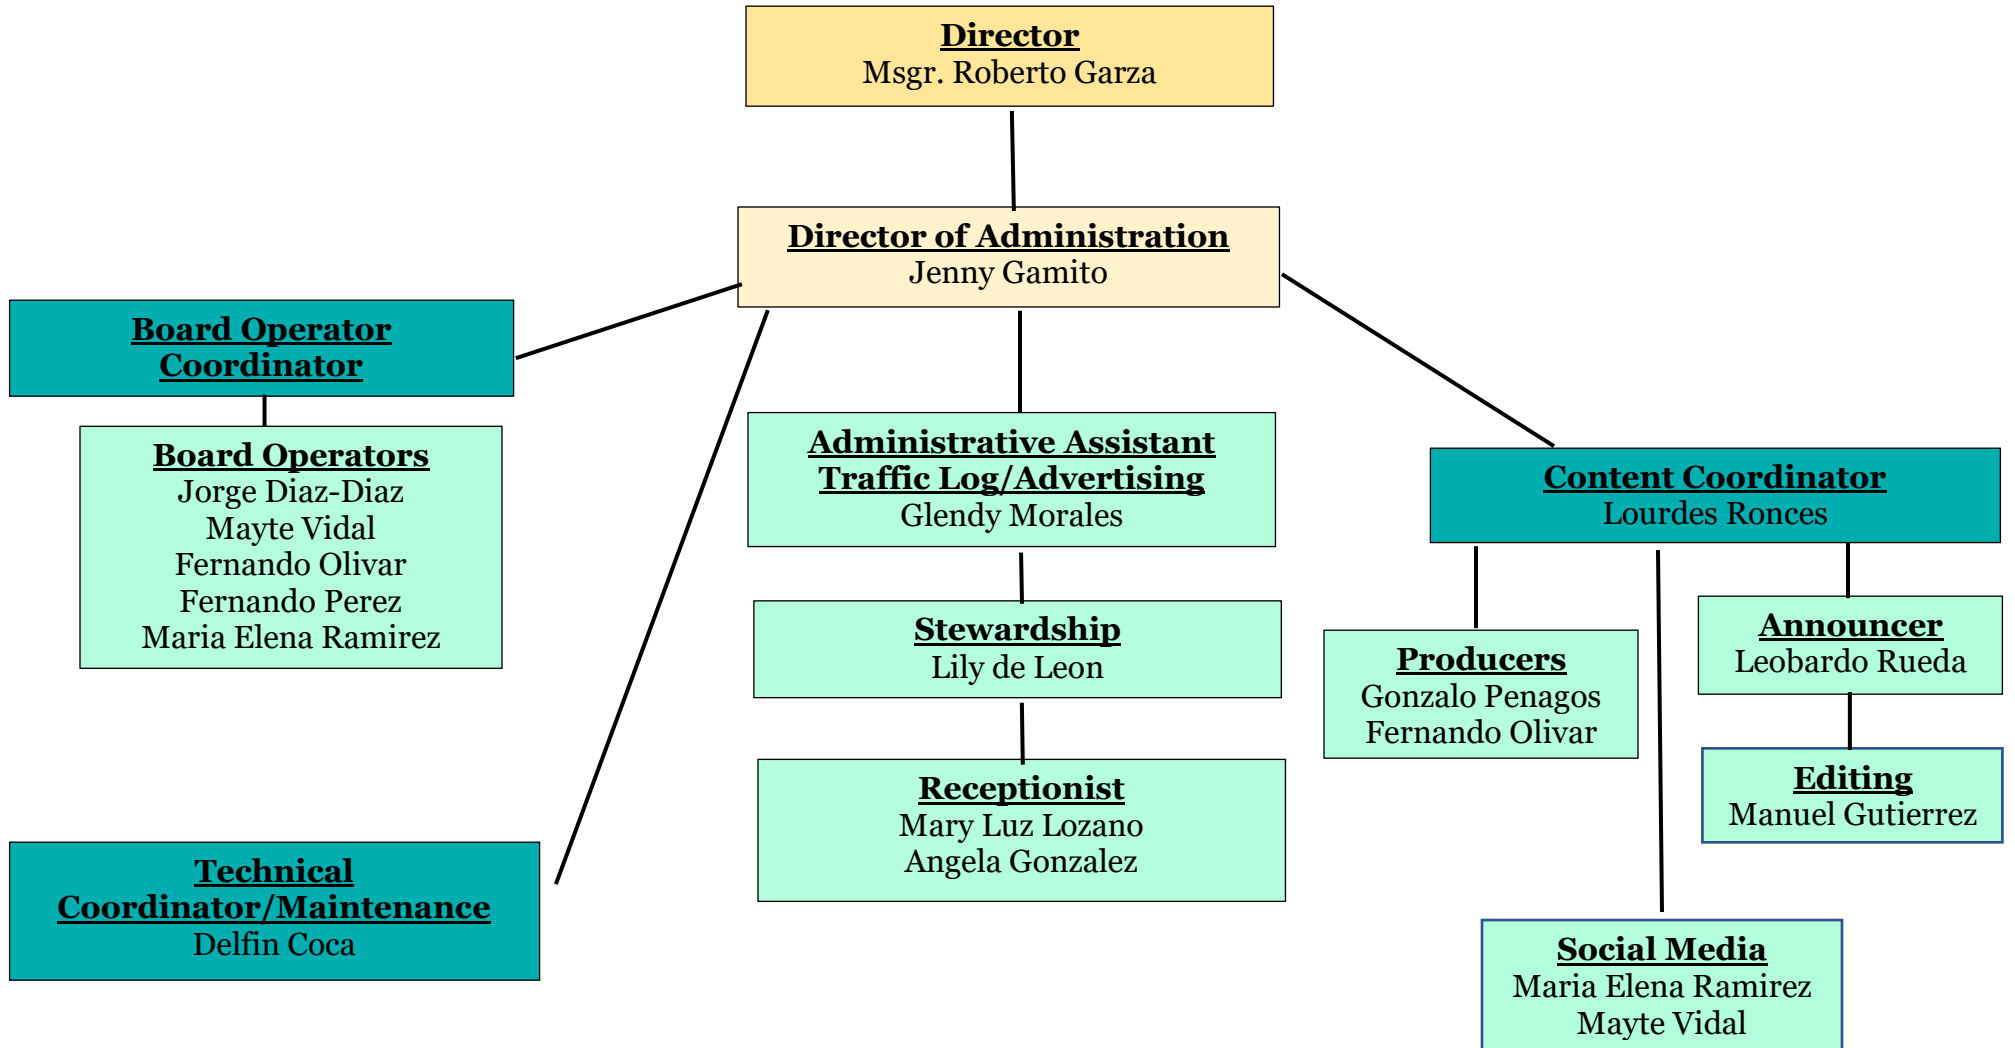 Director
Msgr. Roberto Garza
Director of Administration
Jenny Gamito
Board Operator
Coordinator
Board Operators
Jorge Diaz-Diaz
Mayte Vidal
Fernando Olivar
Fernando Perez
Maria Elena Ramirez
Technical
Coordinator/Maintenance
Delfin Coca
Administrative Assistant
Traffic Log/Advertising
Glendy Morales
Stewardship
Lily de Leon
Receptionist
Mary Luz Lozano
Angela Gonzalez
Content Coordinator
Lourdes Ronces
Producers
Gonzalo Penagos
Fernando Olivar
Announcer
Leobardo Rueda
Editing
Manuel Gutierrez
Social Media
Maria Elena Ramirez
Mayte Vidal